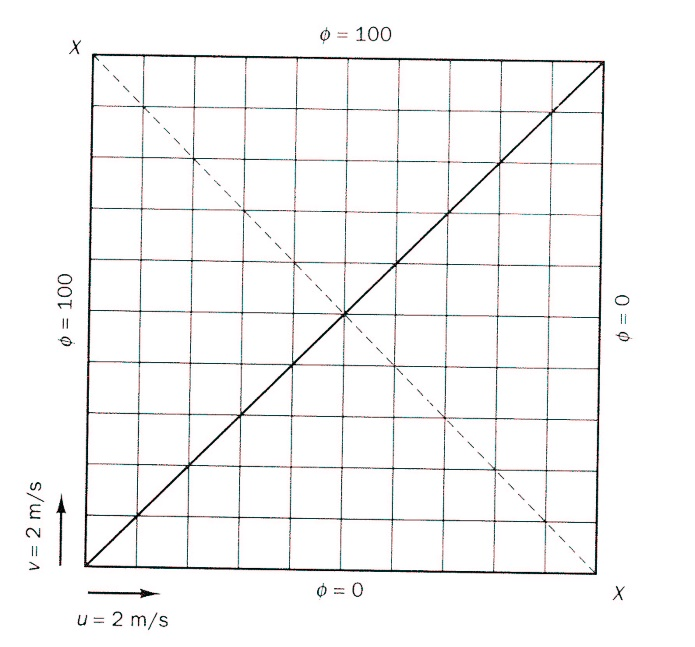 ϕ = 100
X
ϕ = 100
ϕ = 0
v = 2 m/s
ϕ = 0
X
u = 2 m/s